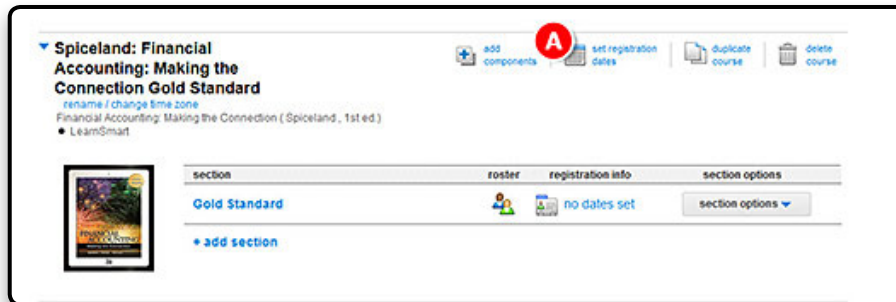 Spiceland: Financial
Accounting: Making the
Connection Gold Standard
rename / change time zone
Financial Accounting: Making the Connection ( Spiceland , 1st ed.)
• LearnSmart
add
components
A
set registration
dates
duplicate
course
delete
course
section roster registration info section options
Gold Standard no dates set section options
+ add section
FINANCIAL
ACCOUNTING